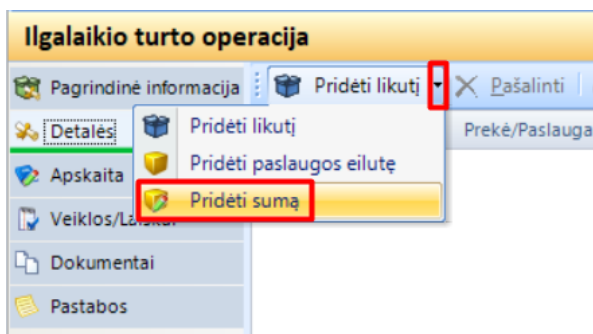 Ilgalaikio turto operacija
Pagrindinė informacija
Pridėti likutį
Pašalinti
Detalės
Pridėti likutį
Prekė/Paslauga
Pridėti paslaugos eilutę
Apskaita
Pridėti sumą
Veiklos/Laiškai
Dokumentai
Pastabos